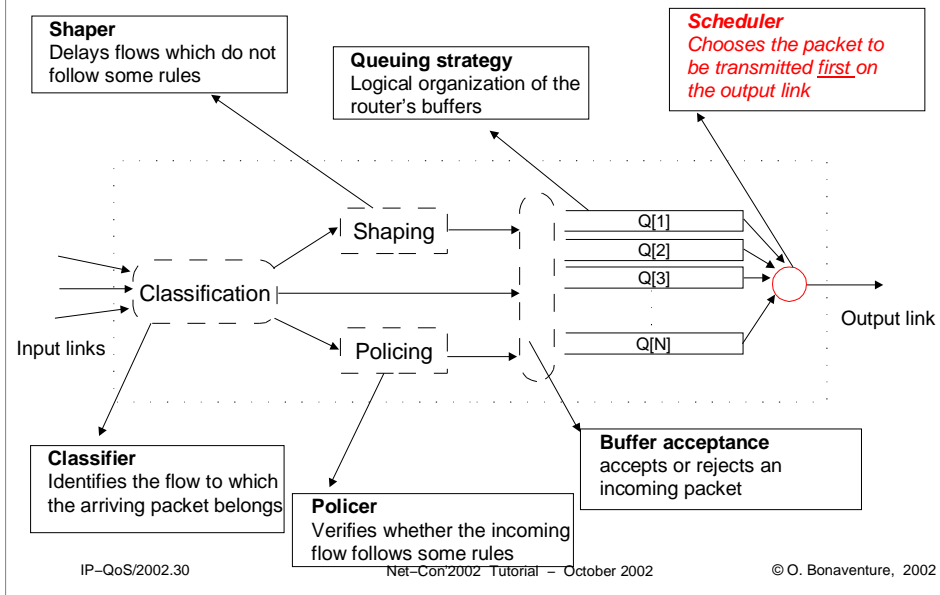 Shaper
Delays flows which do not
follow some rules
Queuing strategy
Logical organization of the
router's buffers
Scheduler
Chooses the packet to
be transmitted first on
the output link
Shaping
Classification
Policing
Input links
Q[1]
Q[2]
Q[3]
Q[N]
Output link
Classifier
Identifies the flow to which
the arriving packet belongs
Policer
Verifies whether the incoming
flow follows some rules
Buffer acceptance
accepts or rejects an
incoming packet
IP−QoS/2002.30
Net−Con'2002 Tutorial − October 2002
© O. Bonaventure, 2002